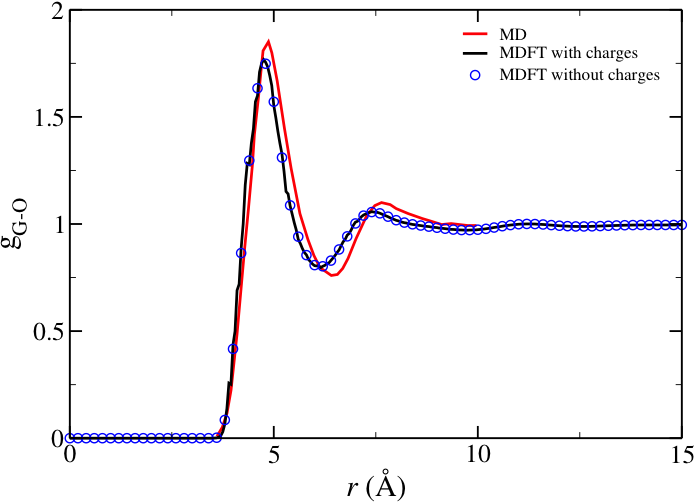 2
MD
MDFT with charges
MDFT without charges
1.5
g_G-O
1
0.5
0
0 5 10 15
r (Å)